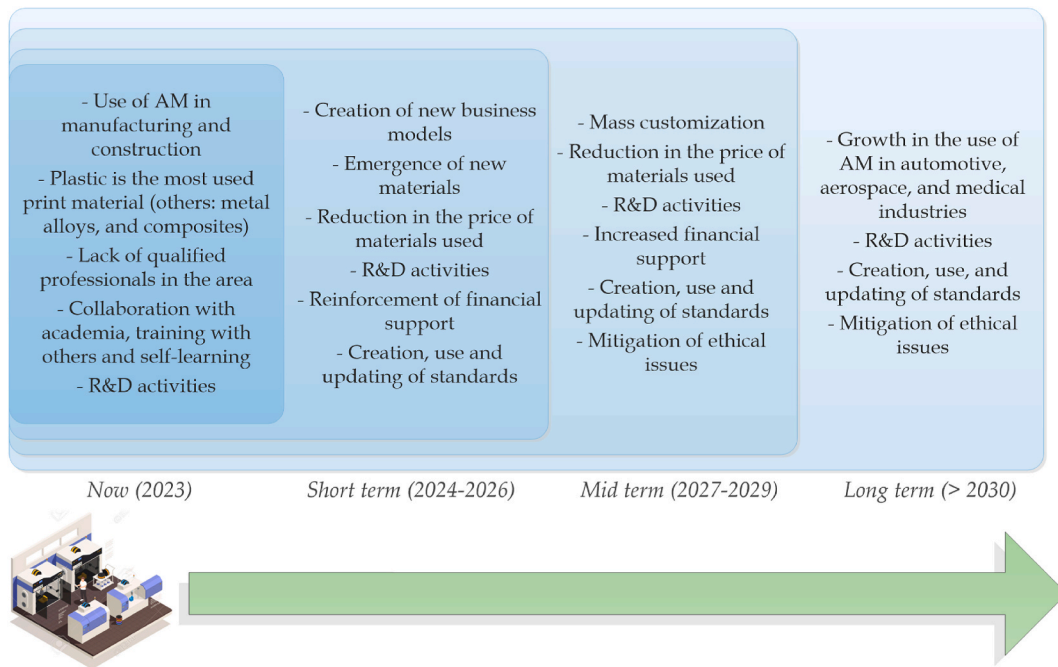 - Use of AM in
manufacturing and
construction
- Plastic is the most used
print material (others: metal
alloys, and composites)
- Lack of qualified
professionals in the area
- Collaboration with
academia, training with
others and self-learning
- R&D activities
- Creation of new business
models
- Emergence of new
materials
- Reduction in the price of
materials used
- R&D activities
- Reinforcement of financial
support
- Creation, use and
updating of standards
- Mass customization
- Reduction in the price of
materials used
- R&D activities
- Increased financial
support
- Creation, use and
updating of standards
- Mitigation of ethical
issues
- Growth in the use of
AM in automotive,
aerospace, and medical
industries
- R&D activities
- Creation, use, and
updating of standards
- Mitigation of ethical
issues
Now (2023)
Short term (2024-2026)
Mid term (2027-2029)
Long term (> 2030)